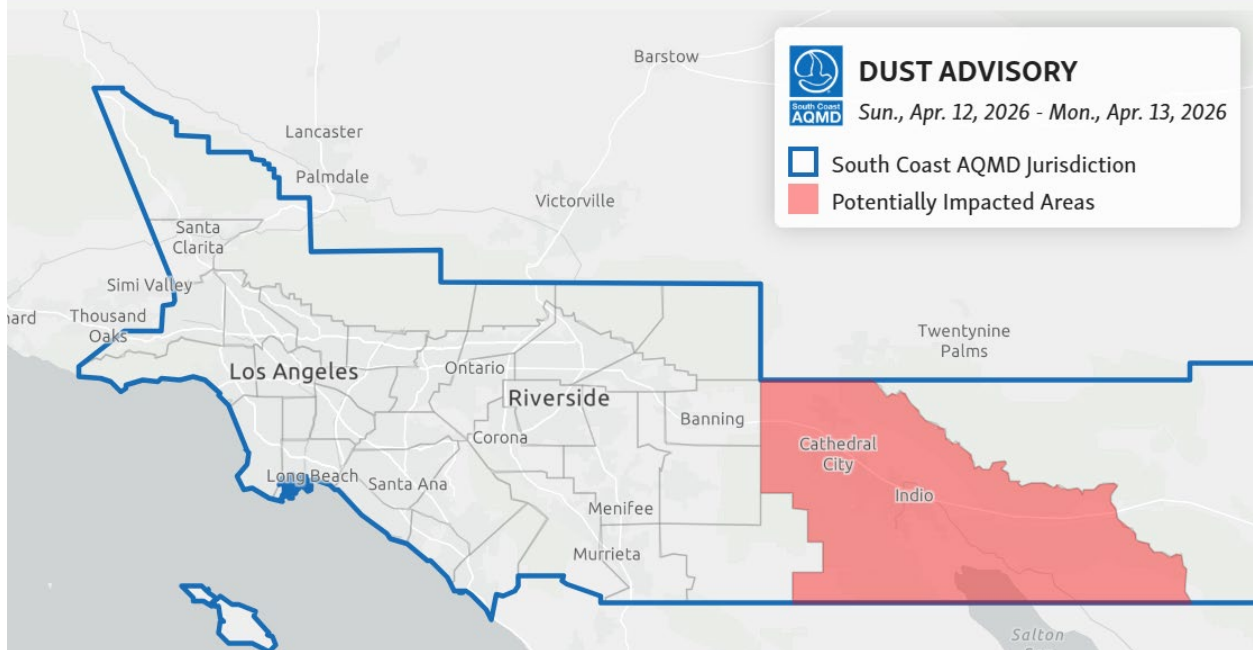 Barstow
DUST ADVISORY
South Coast
AQMD
Sun., Apr. 12, 2026 - Mon., Apr. 13, 2026
South Coast AQMD Jurisdiction
Potentially Impacted Areas
Lancaster
Palmdale
Victorville
Santa
Clarita
Simi Valley
nard
Thousand
Oaks
Twentynine
Palms
Los Angeles
Ontario
Riverside
Banning
Corona
Cathedral
City
Long Beach
Santa Ana
Indio
Menifee
Murrieta
Salton